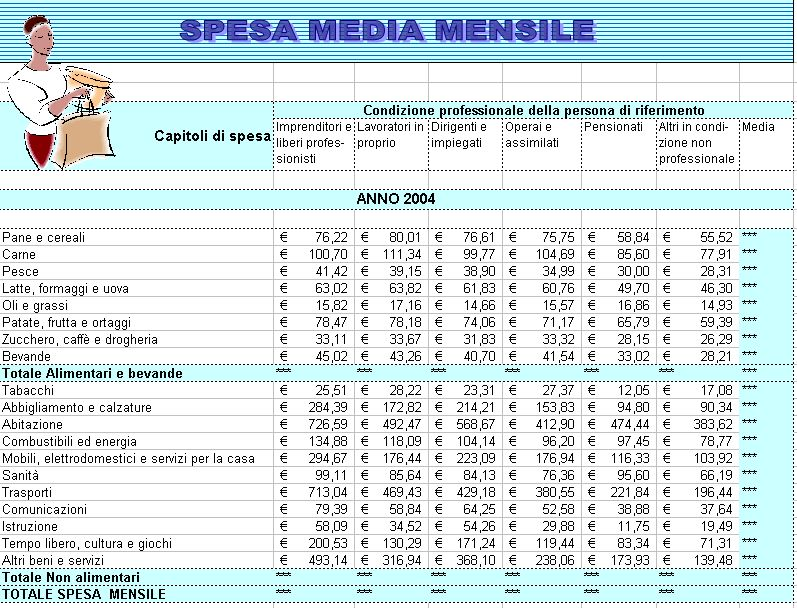 SPESA MEDIA MENSILE
Condizione professionale della persona di riferimento
Capitoli di spesa Imprenditori e liberi profes-sionisti Lavoratori in proprio Dirigenti e impiegati Operai e assimilati Pensionati Altri in condi-zione non professionale Media
ANNO 2004
Pane e cereali € 76,22 € 80,01 € 76,61 € 75,75 € 58,84 € 55,52 ***
Carne € 100,70 € 111,34 € 99,77 € 104,69 € 85,60 € 77,91 ***
Pesce € 41,42 € 39,15 € 38,90 € 34,99 € 30,00 € 28,31 ***
Latte, formaggi e uova € 63,02 € 63,82 € 61,83 € 60,76 € 49,70 € 46,30 ***
Oli e grassi € 15,82 € 17,16 € 14,66 € 15,57 € 16,86 € 14,93 ***
Patate, frutta e ortaggi € 78,47 € 78,18 € 74,06 € 71,17 € 65,79 € 59,39 ***
Zucchero, caffè e drogheria € 33,11 € 33,67 € 31,83 € 33,32 € 28,15 € 26,29 ***
Bevande € 45,02 € 43,26 € 40,70 € 41,54 € 33,02 € 28,21 ***
Totale Alimentari e bevande *** *** *** *** *** *** ***
Tabacchi € 25,51 € 28,22 € 23,31 € 27,37 € 12,05 € 17,08 ***
Abbigliamento e calzature € 284,39 € 172,82 € 214,21 € 153,83 € 94,80 € 90,34 ***
Abitazione € 726,59 € 492,47 € 568,67 € 412,90 € 474,44 € 383,62 ***
Combustibili ed energia € 134,88 € 118,09 € 104,14 € 96,20 € 97,45 € 78,77 ***
Mobili, elettrodomestici e servizi per la casa € 294,67 € 176,44 € 223,09 € 176,94 € 116,33 € 103,92 ***
Sanità € 99,11 € 85,64 € 84,13 € 76,36 € 95,60 € 66,19 ***
Trasporti € 713,04 € 469,43 € 429,18 € 380,55 € 221,84 € 196,44 ***
Comunicazioni € 79,39 € 58,84 € 64,25 € 52,58 € 38,88 € 37,64 ***
Istruzione € 58,09 € 34,52 € 54,26 € 29,88 € 11,75 € 19,49 ***
Tempo libero, cultura e giochi € 200,53 € 130,29 € 171,24 € 119,44 € 83,34 € 71,31 ***
Altri beni e servizi € 493,14 € 316,94 € 368,10 € 238,06 € 173,93 € 139,48 ***
Totale Non alimentari *** *** *** *** *** *** ***
TOTALE SPESA MENSILE *** *** *** *** *** *** ***